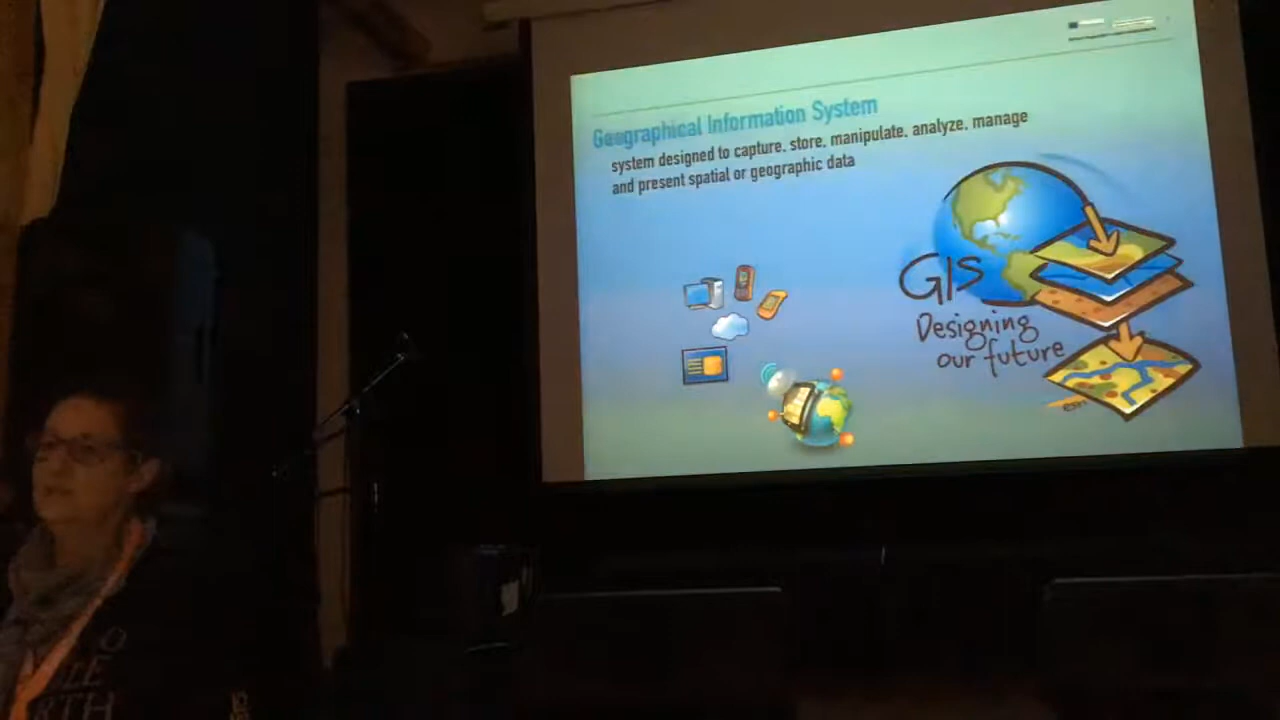 Geographical Information System
system designed to capture, store, manipulate, analyze, manage
and present spatial or geographic data
GIS
Designing
our future